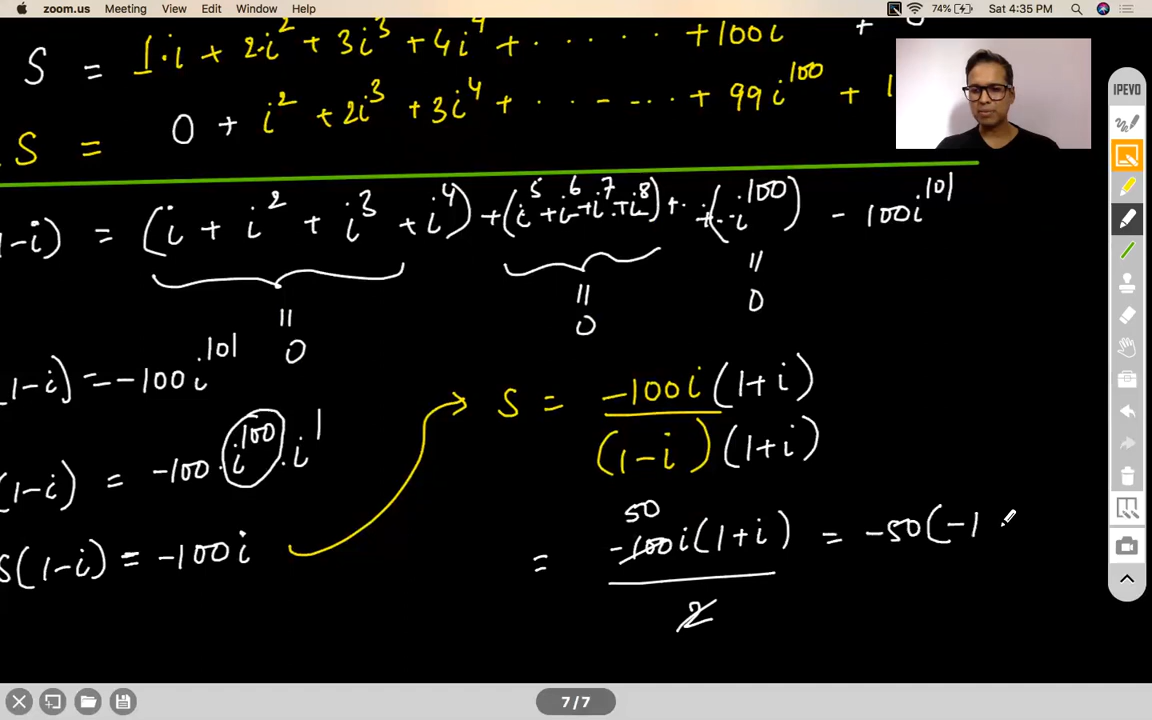 zoom.us Meeting View Edit Window Help 74% Sat 4:35 PM
S = 1·i + 2·i² + 3i³ + 4i⁴ + · · · · · · +100i +
S = 0 + i² + 2i³ + 3i⁴ + · · - · · · + 99i¹⁰⁰ + 1
1-i) = (i + i² + i³ + i⁴) + (i⁵+i⁶+i⁷+i⁸) + · · +(- · i¹⁰⁰) - 100i¹⁰¹
|| || ||
0 0 0
(1-i) = -100i¹⁰¹
S = -100i(1+i)
(1-i)(1+i)
(1-i) = -100·i¹⁰⁰·i¹
S(1-i) = -100i
50
= -100i(1+i) = -50(-1
2
IPEVO
7/7